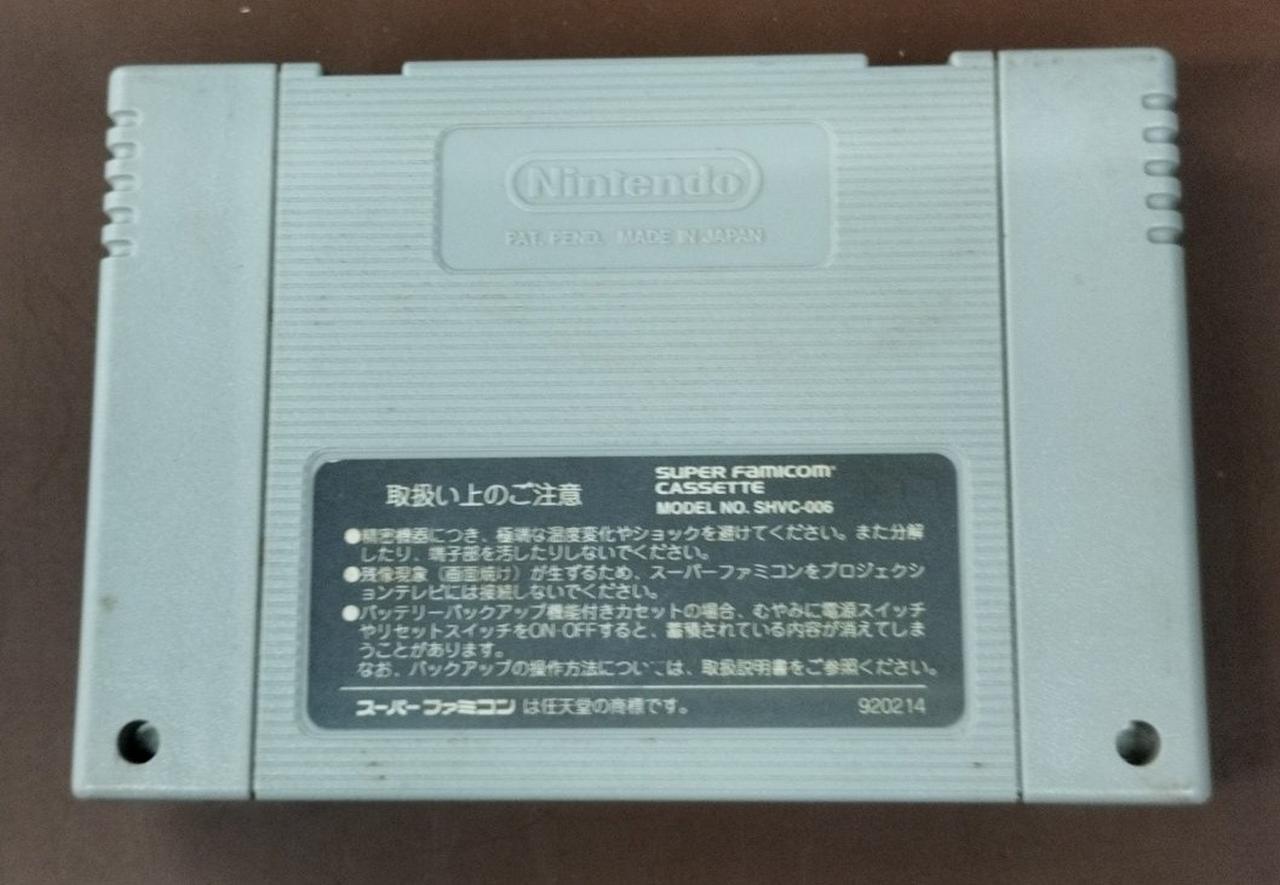 Nintendo
PAT. PEND. MADE IN JAPAN
取扱い上のご注意
SUPER FAMICOM
CASSETTE
MODEL NO. SHVC-006
●精密機器につき、極端な温度変化やショックを避けてください。また分解
したり、端子部を汚したりしないでください。
●残像現象（画面焼け）が生ずるため、スーパーファミコンをプロジェクシ
ョンテレビには接続しないでください。
●バッテリーバックアップ機能付きカセットの場合、むやみに電源スイッチ
やリセットスイッチをON・OFFすると、蓄積されている内容が消えてしま
うことがあります。
なお、バックアップの操作方法については、取扱説明書をご参照ください。
スーパーファミコンは任天堂の商標です。
920214